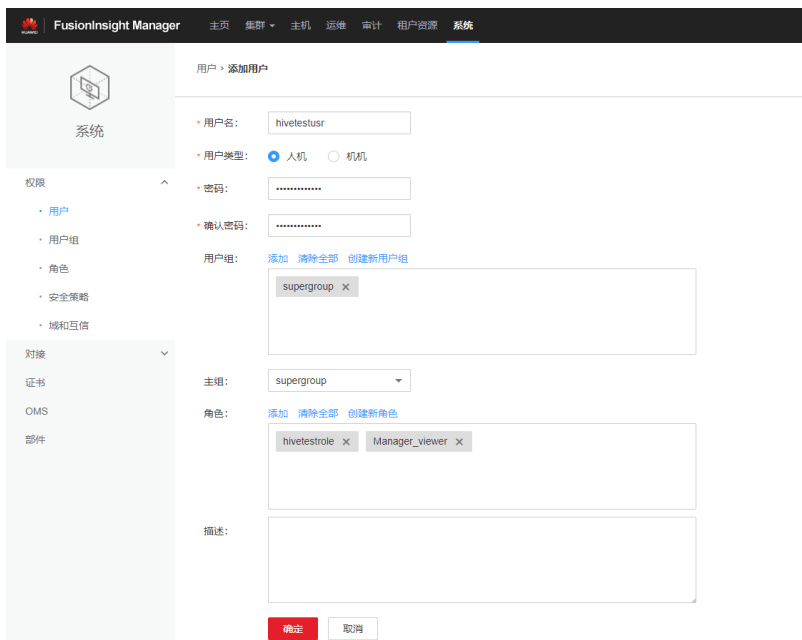 HUAWEI FusionInsight Manager 主页 集群 主机 运维 审计 租户资源 系统
系统
权限
用户
用户组
角色
安全策略
域和互信
对接
证书
OMS
部件
用户 › 添加用户
* 用户名: hivetestusr
* 用户类型: 人机 机机
* 密码: •••••••••••••
* 确认密码: •••••••••••••
用户组: 添加 清除全部 创建新用户组
supergroup ×
主组: supergroup
角色: 添加 清除全部 创建新角色
hivetestrole × Manager_viewer ×
描述:
确定 取消